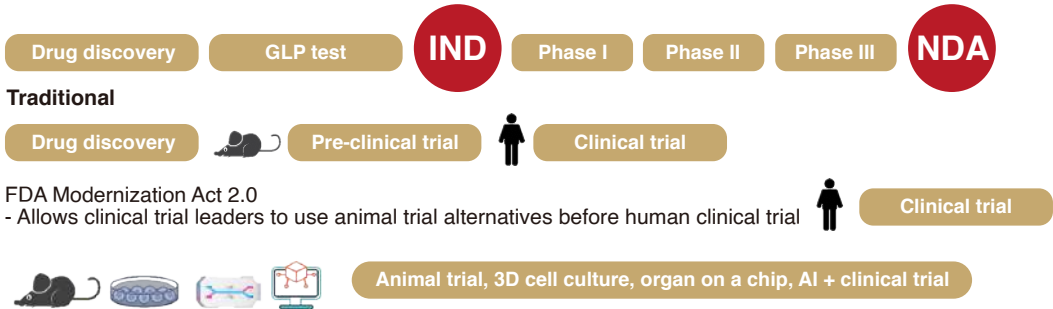 Drug discovery
GLP test
IND
Phase I
Phase II
Phase III
NDA
Traditional
Drug discovery
Pre-clinical trial
Clinical trial
FDA Modernization Act 2.0
- Allows clinical trial leaders to use animal trial alternatives before human clinical trial
Clinical trial
Animal trial, 3D cell culture, organ on a chip, AI + clinical trial